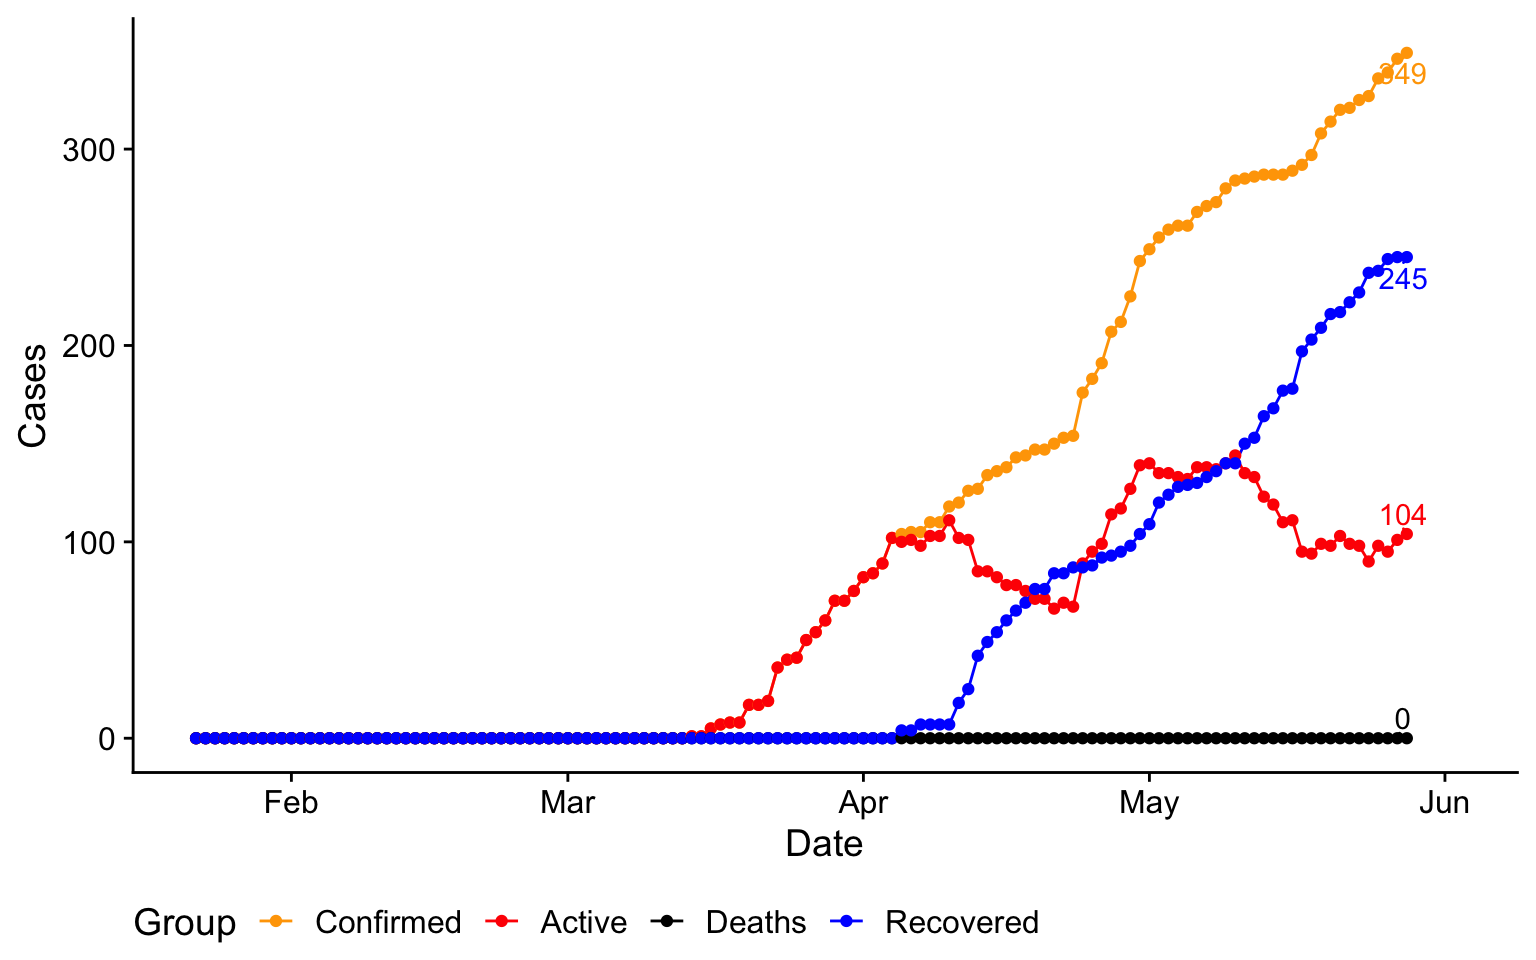 349
300
245
200
Cases
104
100
0
0
Feb Mar Apr May Jun
Date
Group Confirmed Active Deaths Recovered